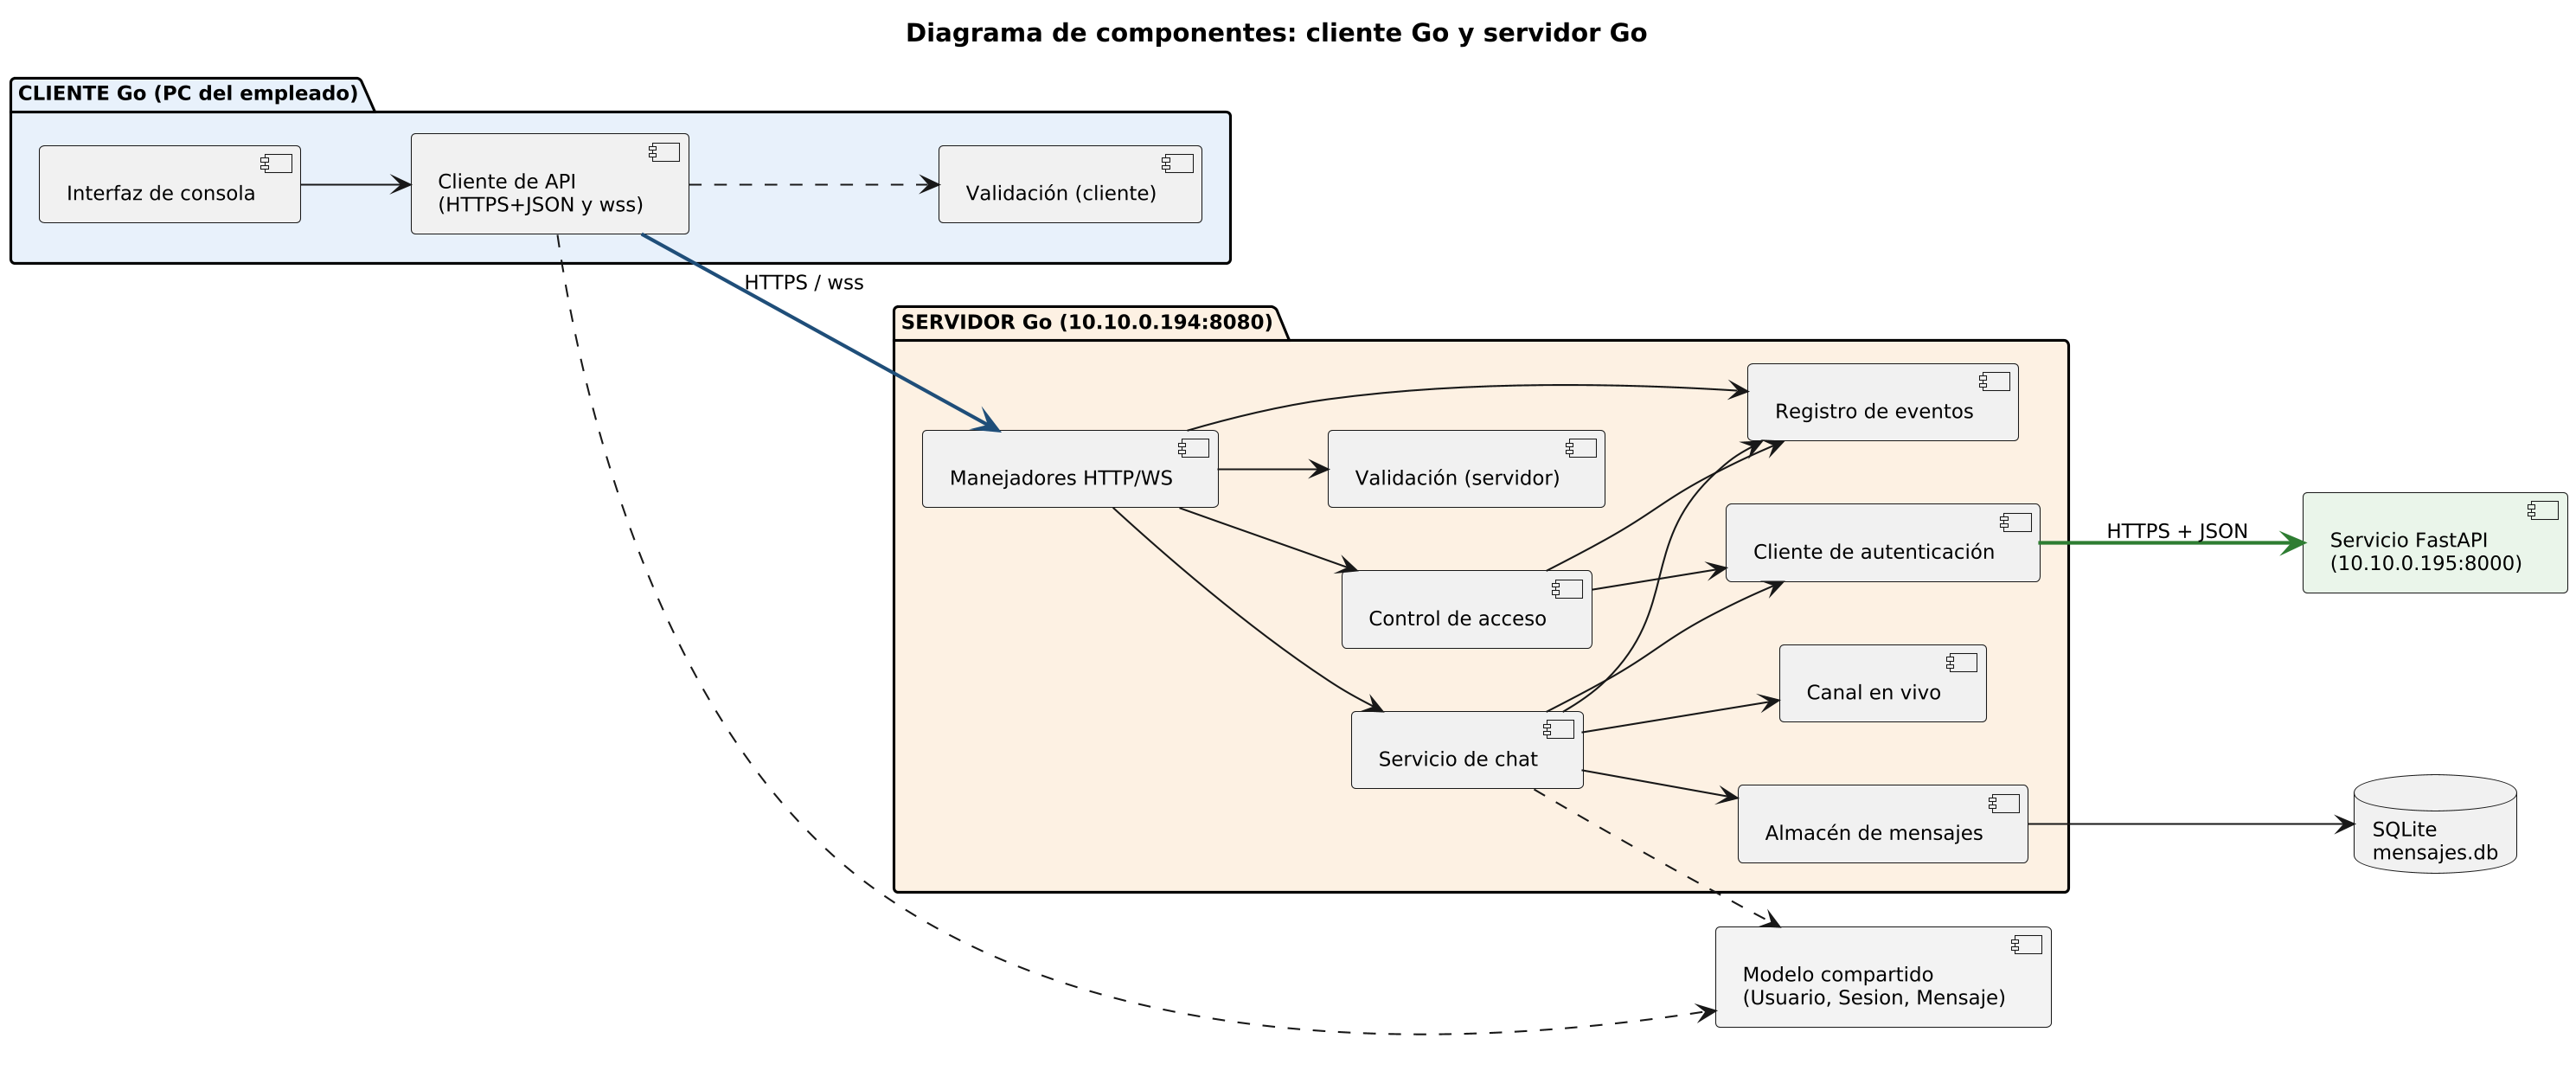 Diagrama de componentes: cliente Go y servidor Go
CLIENTE Go (PC del empleado)
Interfaz de consola
Cliente de API
(HTTPS+JSON y wss)
Validación (cliente)
HTTPS / wss
SERVIDOR Go (10.10.0.194:8080)
Registro de eventos
Manejadores HTTP/WS
Validación (servidor)
Cliente de autenticación
HTTPS + JSON
Servicio FastAPI
(10.10.0.195:8000)
Control de acceso
Canal en vivo
Servicio de chat
Almacén de mensajes
SQLite
mensajes.db
Modelo compartido
(Usuario, Sesion, Mensaje)